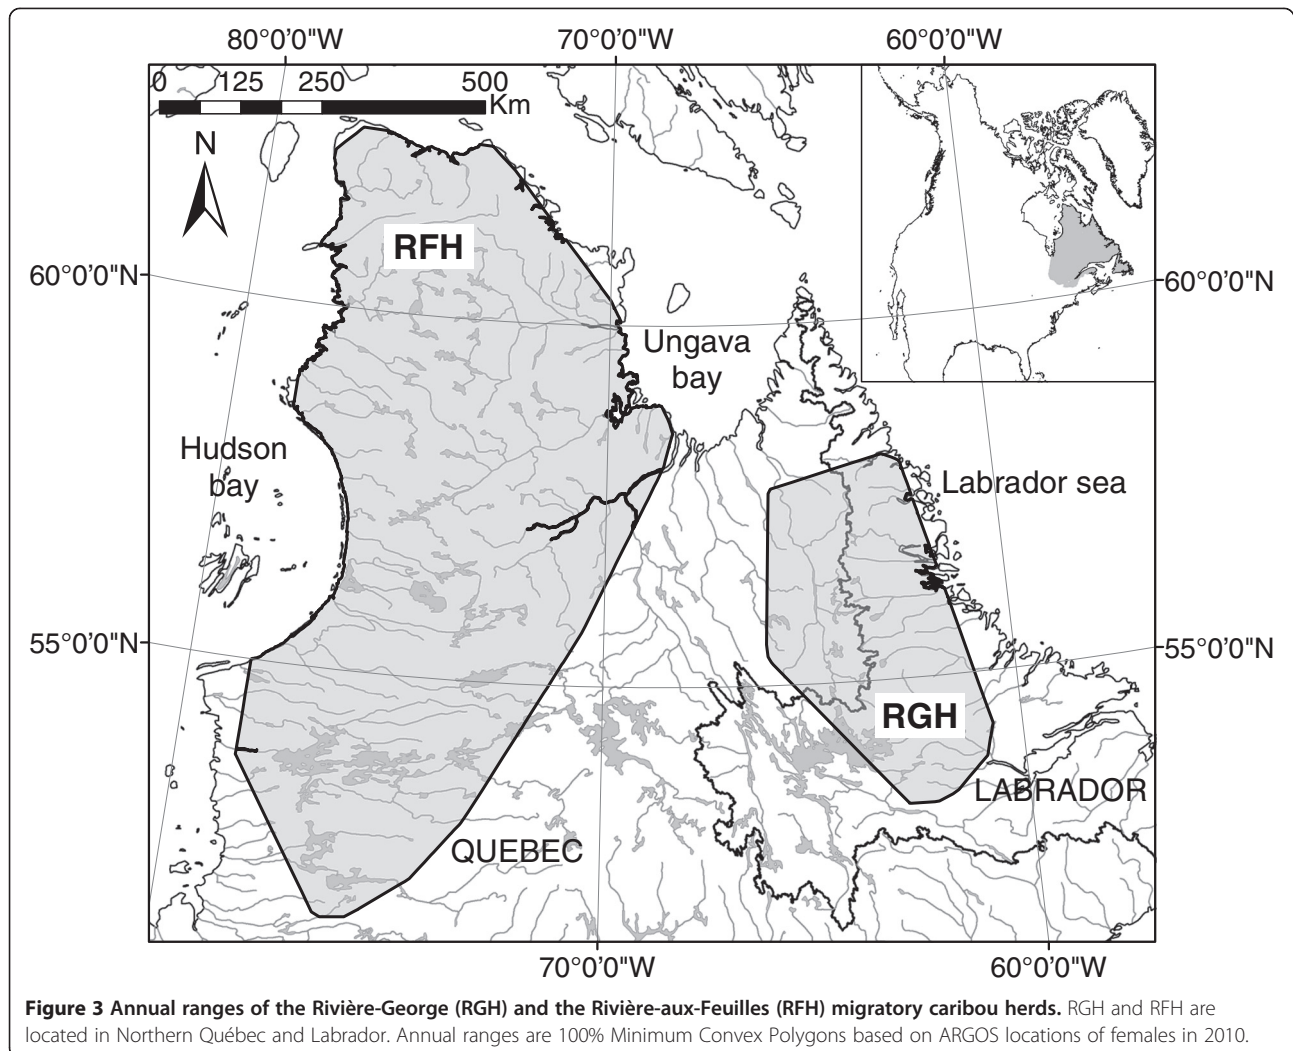 80°0'0"W 70°0'0"W 60°0'0"W
0 125 250 500
Km
N
RFH
60°0'0"N 60°0'0"N
Ungava
bay
Hudson
bay
Labrador sea
55°0'0"N 55°0'0"N
RGH
LABRADOR
QUEBEC
70°0'0"W 60°0'0"W
Figure 3 Annual ranges of the Rivière-George (RGH) and the Rivière-aux-Feuilles (RFH) migratory caribou herds. RGH and RFH are
located in Northern Québec and Labrador. Annual ranges are 100% Minimum Convex Polygons based on ARGOS locations of females in 2010.